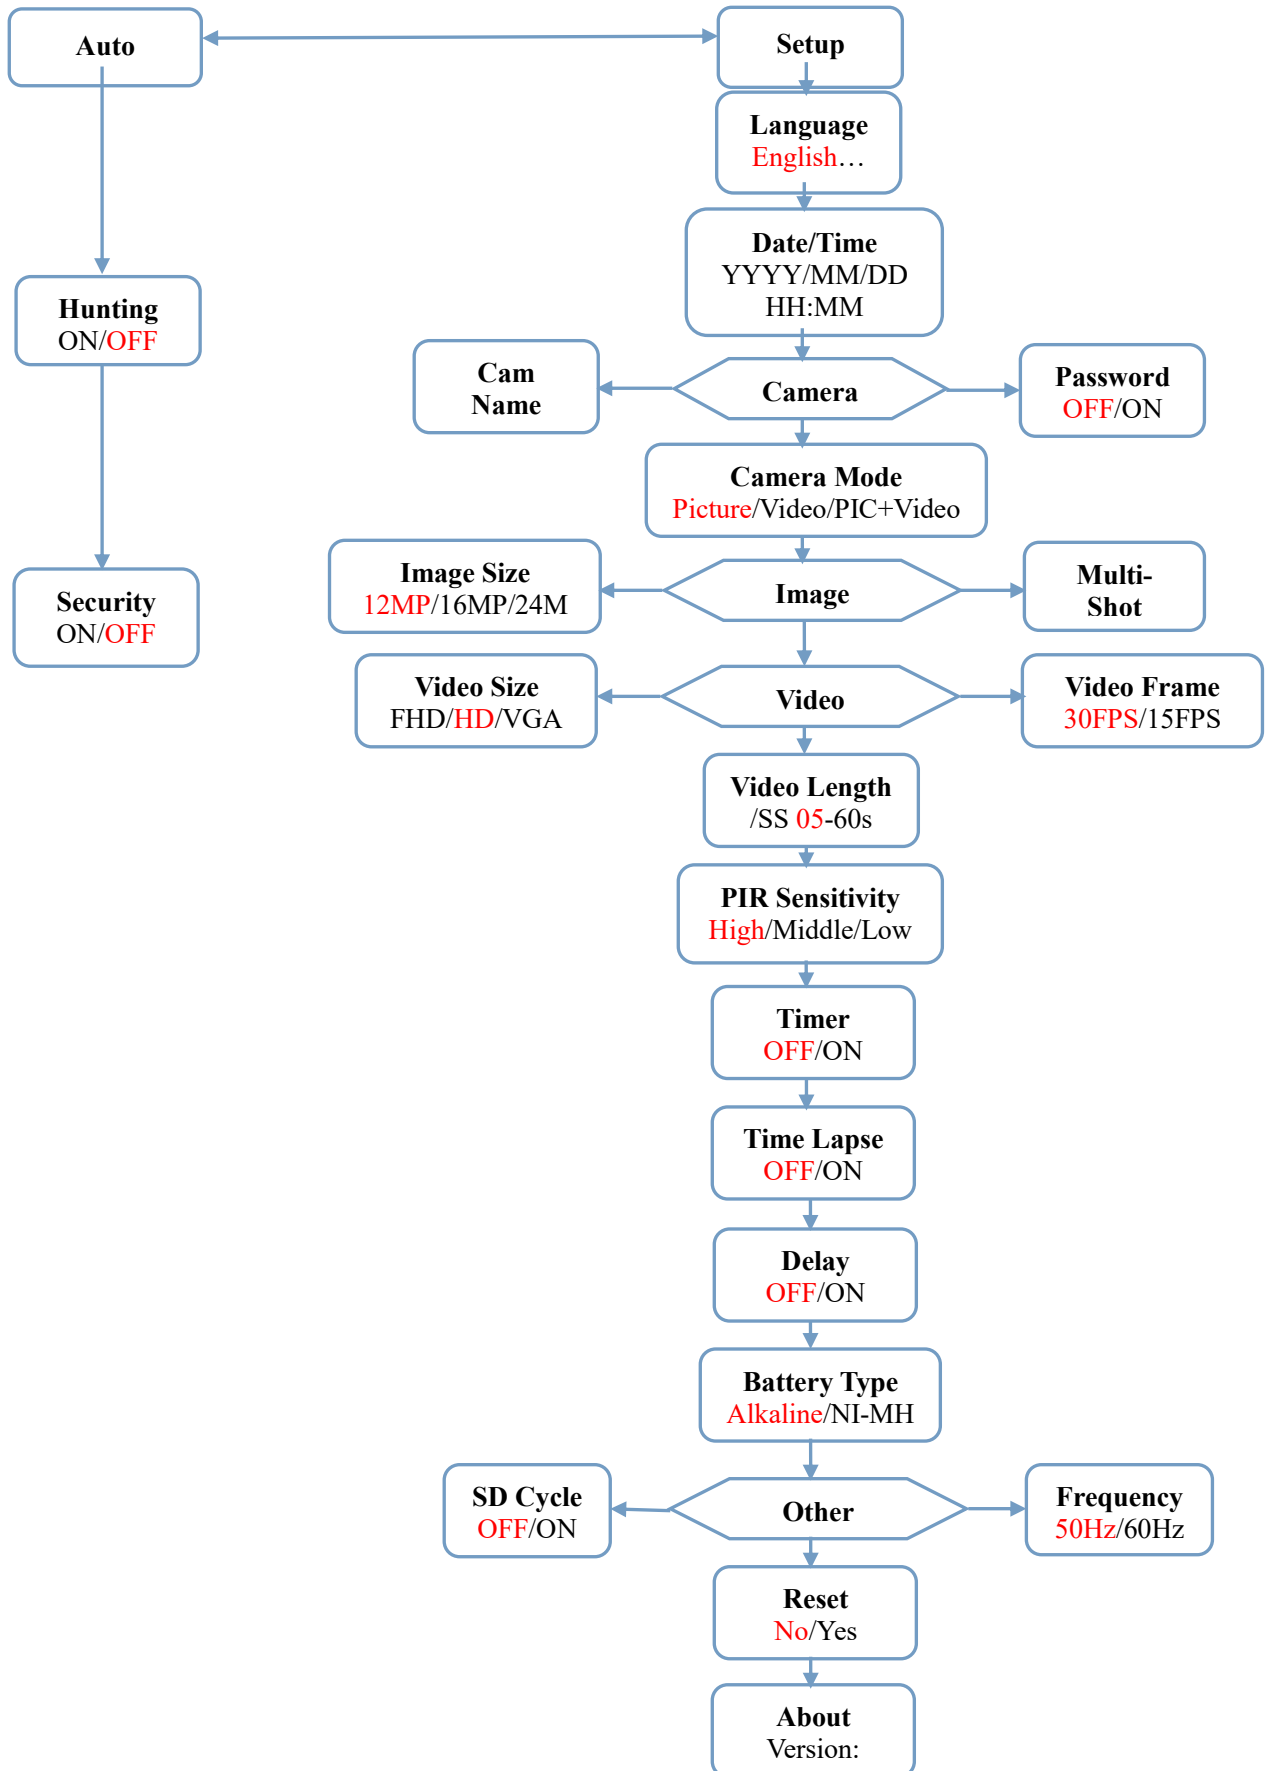 Auto
Setup
Language
English…
Date/Time
YYYY/MM/DD
HH:MM
Hunting
ON/OFF
Cam
Name
Camera
Password
OFF/ON
Camera Mode
Picture/Video/PIC+Video
Image Size
12MP/16MP/24M
Image
Multi-
Shot
Security
ON/OFF
Video Size
FHD/HD/VGA
Video
Video Frame
30FPS/15FPS
Video Length
/SS 05-60s
PIR Sensitivity
High/Middle/Low
Timer
OFF/ON
Time Lapse
OFF/ON
Delay
OFF/ON
Battery Type
Alkaline/NI-MH
SD Cycle
OFF/ON
Other
Frequency
50Hz/60Hz
Reset
No/Yes
About
Version: